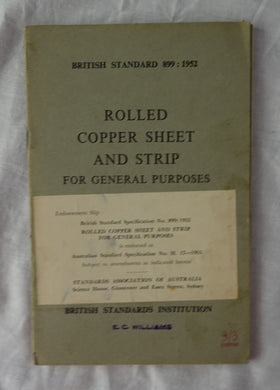 BRITISH STANDARD 899 : 1952
ROLLED
COPPER SHEET
AND STRIP
FOR GENERAL PURPOSES
Endorsement Slip
British Standard Specification No. 899-1952
ROLLED COPPER SHEET AND STRIP
FOR GENERAL PURPOSES
is endorsed as
Australian Standard Specification No.
Subject to amendments as indicated herein
STANDARDS ASSOCIATION OF AUSTRALIA
Science House, Gloucester and Essex Streets, Sydney
BRITISH STANDARDS INSTITUTION
E. C. WILLIAMS